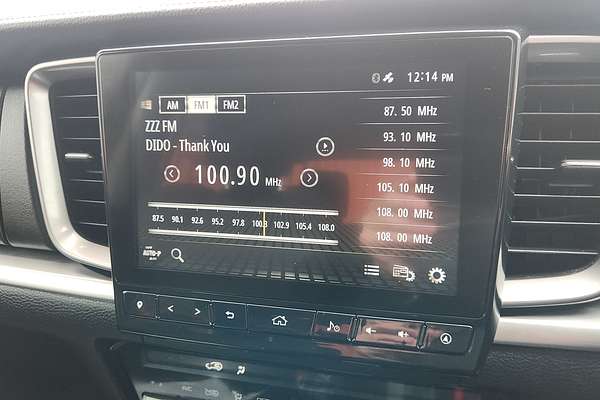 12:14 PM
AM FM1 FM2
ZZZ FM
DIDO - Thank You
100.90 MHz
87.5 90.1 92.6 95.2 97.8 100.3 102.9 105.4 108.0
AUTO-P
87. 50 MHz
93. 10 MHz
98. 10 MHz
105. 10 MHz
108. 00 MHz
108. 00 MHz